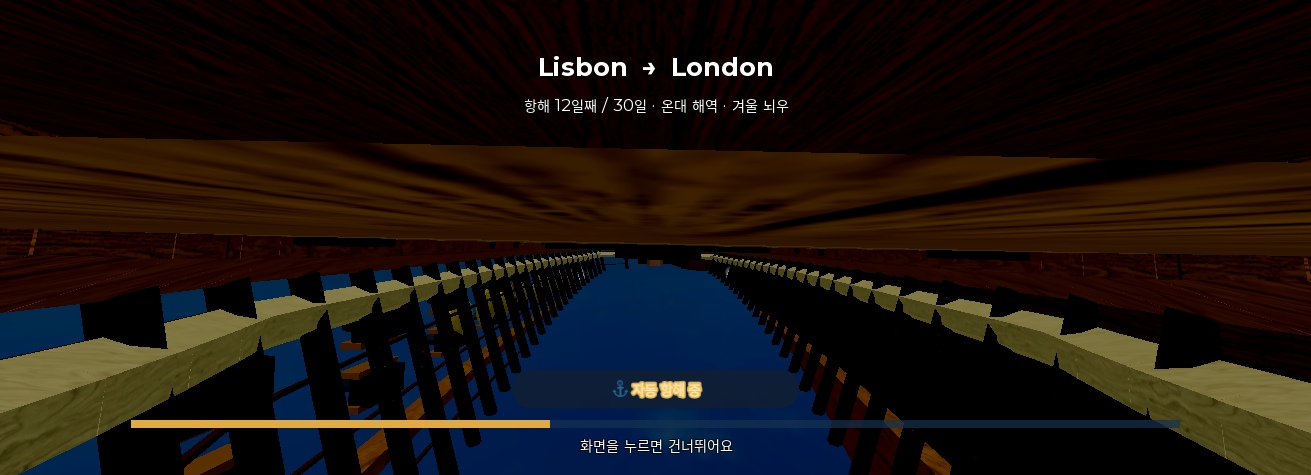 Lisbon → London
항해 12일째 / 30일 · 온대 해역 · 겨울 뇌우
⚓ 자동 항해 중
화면을 누르면 건너뛰어요